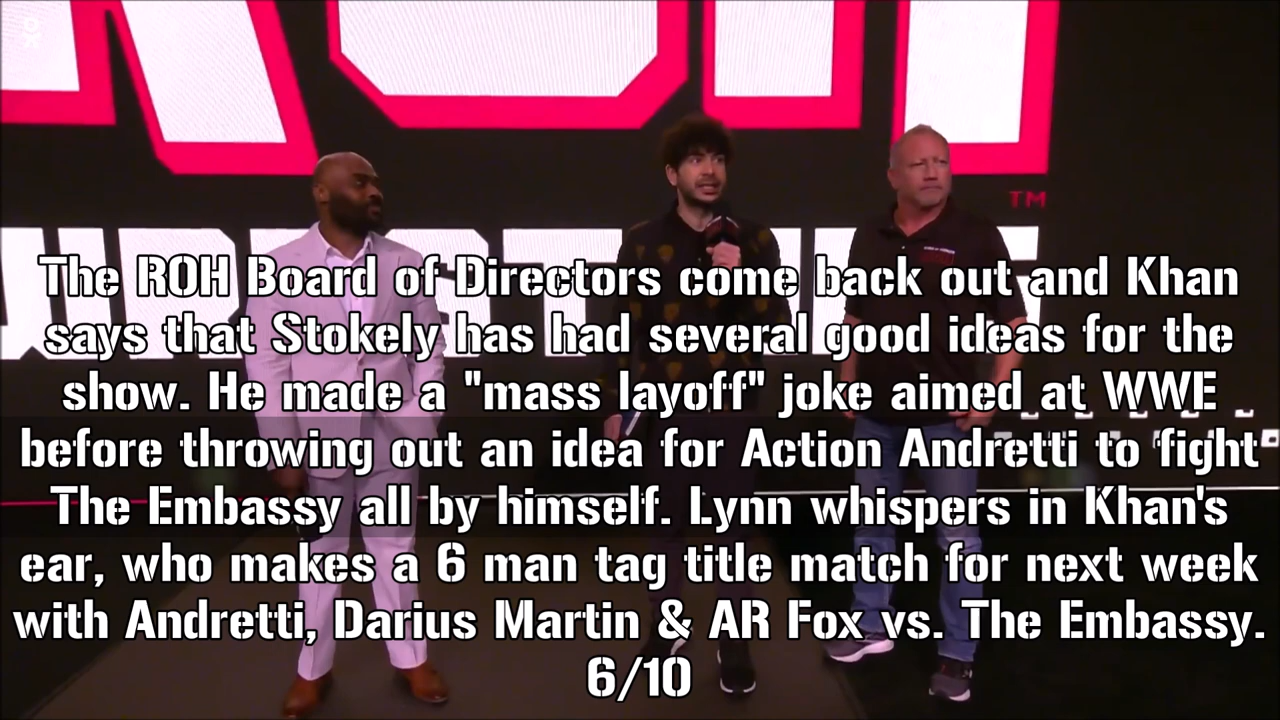 ROH
TM
WRESTLING
The ROH Board of Directors come back out and Khan
says that Stokely has had several good ideas for the
show. He made a "mass layoff" joke aimed at WWE
before throwing out an idea for Action Andretti to fight
The Embassy all by himself. Lynn whispers in Khan's
ear, who makes a 6 man tag title match for next week
with Andretti, Darius Martin & AR Fox vs. The Embassy.
6/10